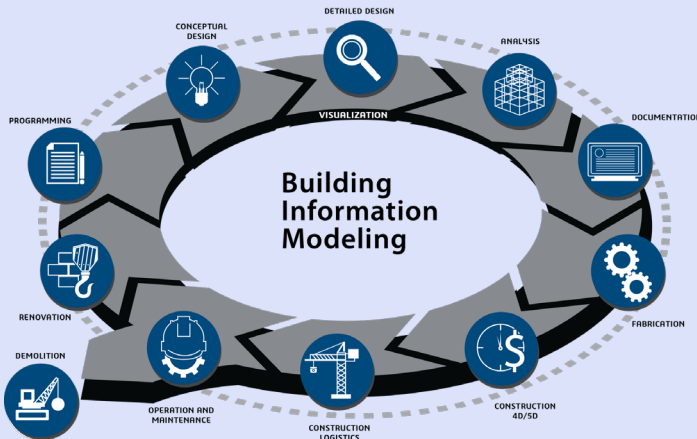 DETAILED DESIGN
CONCEPTUAL
DESIGN
ANALYSIS
PROGRAMMING
VISUALIZATION
DOCUMENTATION
Building
Information
Modeling
RENOVATION
FABRICATION
DEMOLITION
OPERATION AND
MAINTENANCE
CONSTRUCTION
LOGISTICS
CONSTRUCTION
4D/5D
$